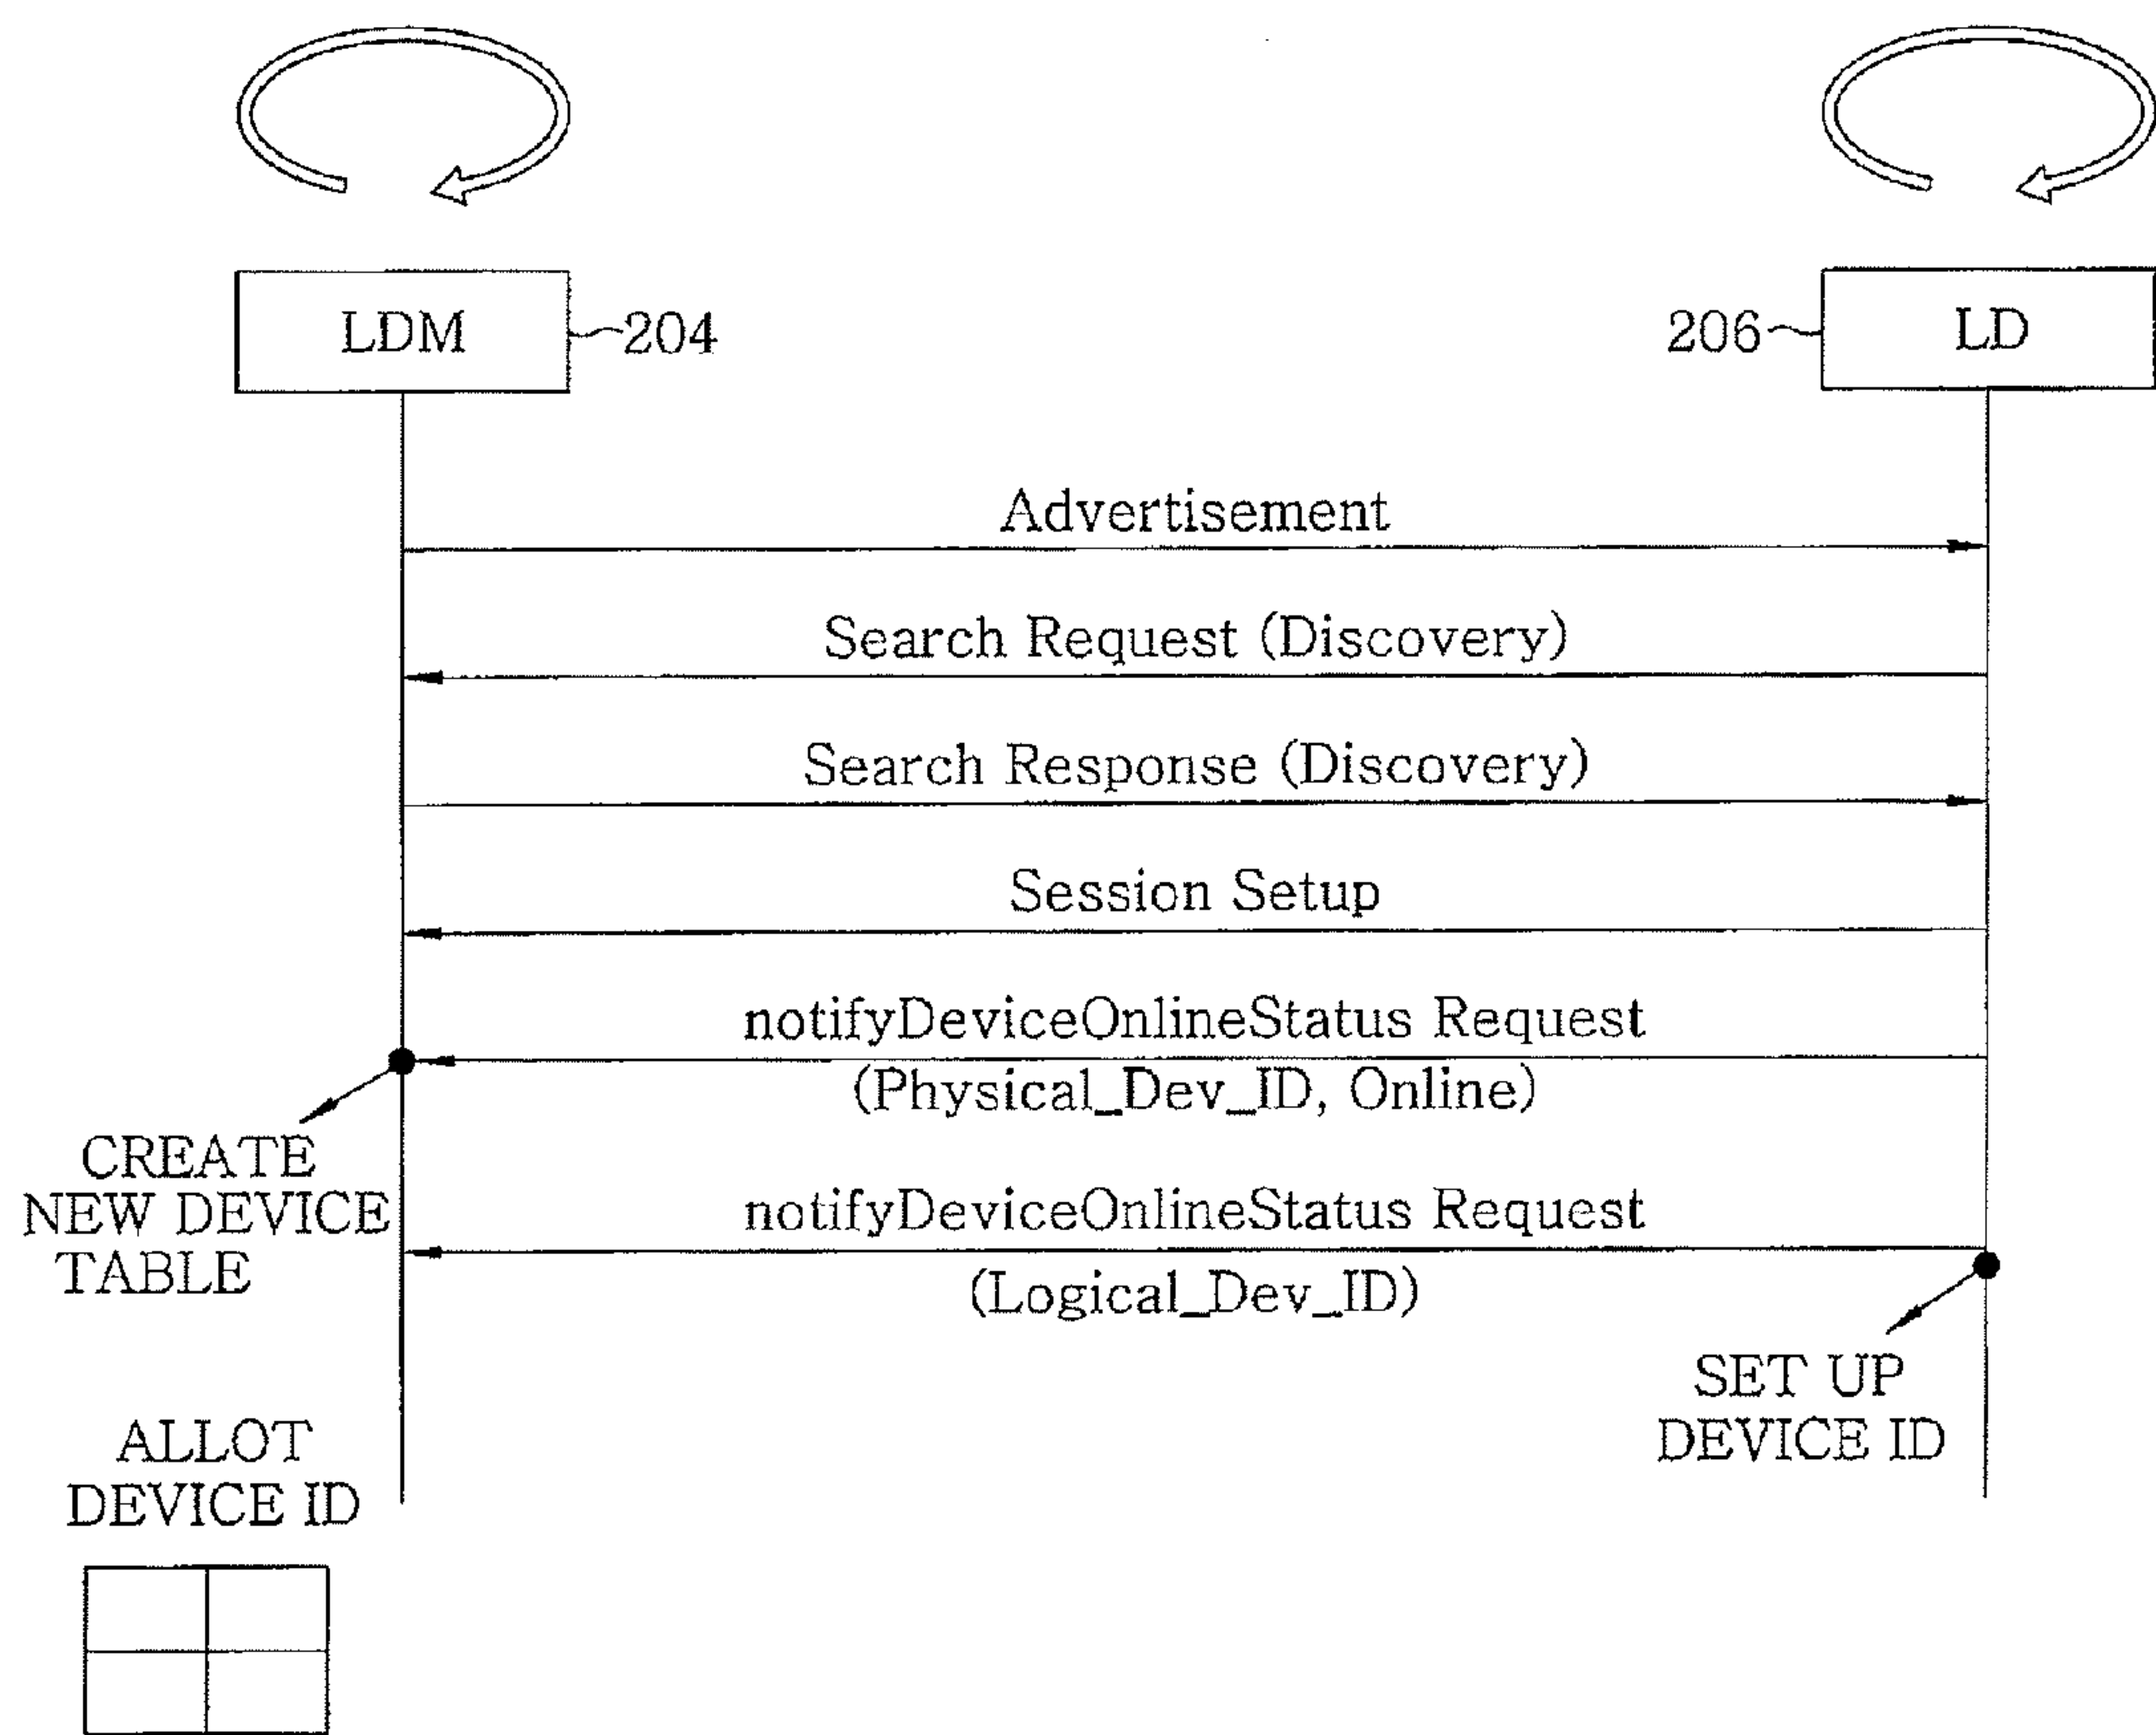 LDM
204
206
LD
Advertisement
Search Request (Discovery)
Search Response (Discovery)
Session Setup
notifyDeviceOnlineStatus Request
(Physical_Dev_ID, Online)
CREATE
NEW DEVICE
TABLE
notifyDeviceOnlineStatus Request
(Logical_Dev_ID)
SET UP
DEVICE ID
ALLOT
DEVICE ID